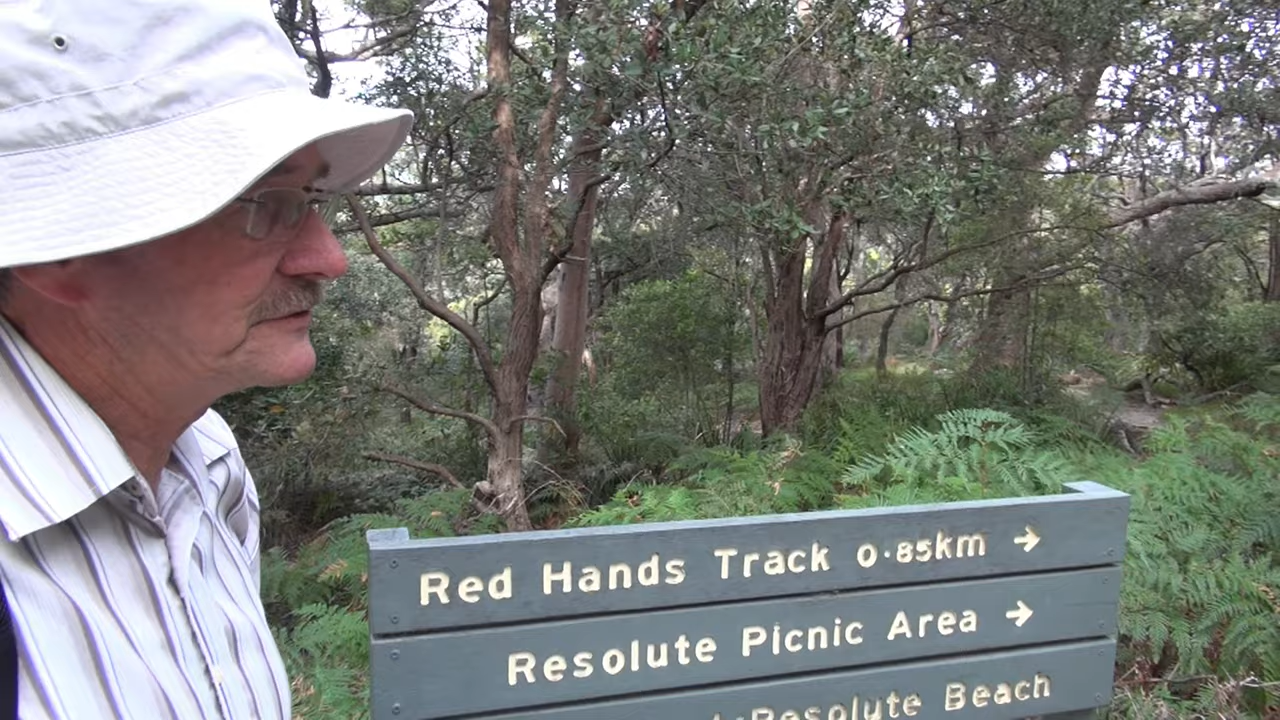 Red Hands Track 0.85km →
Resolute Picnic Area →
Resolute Beach